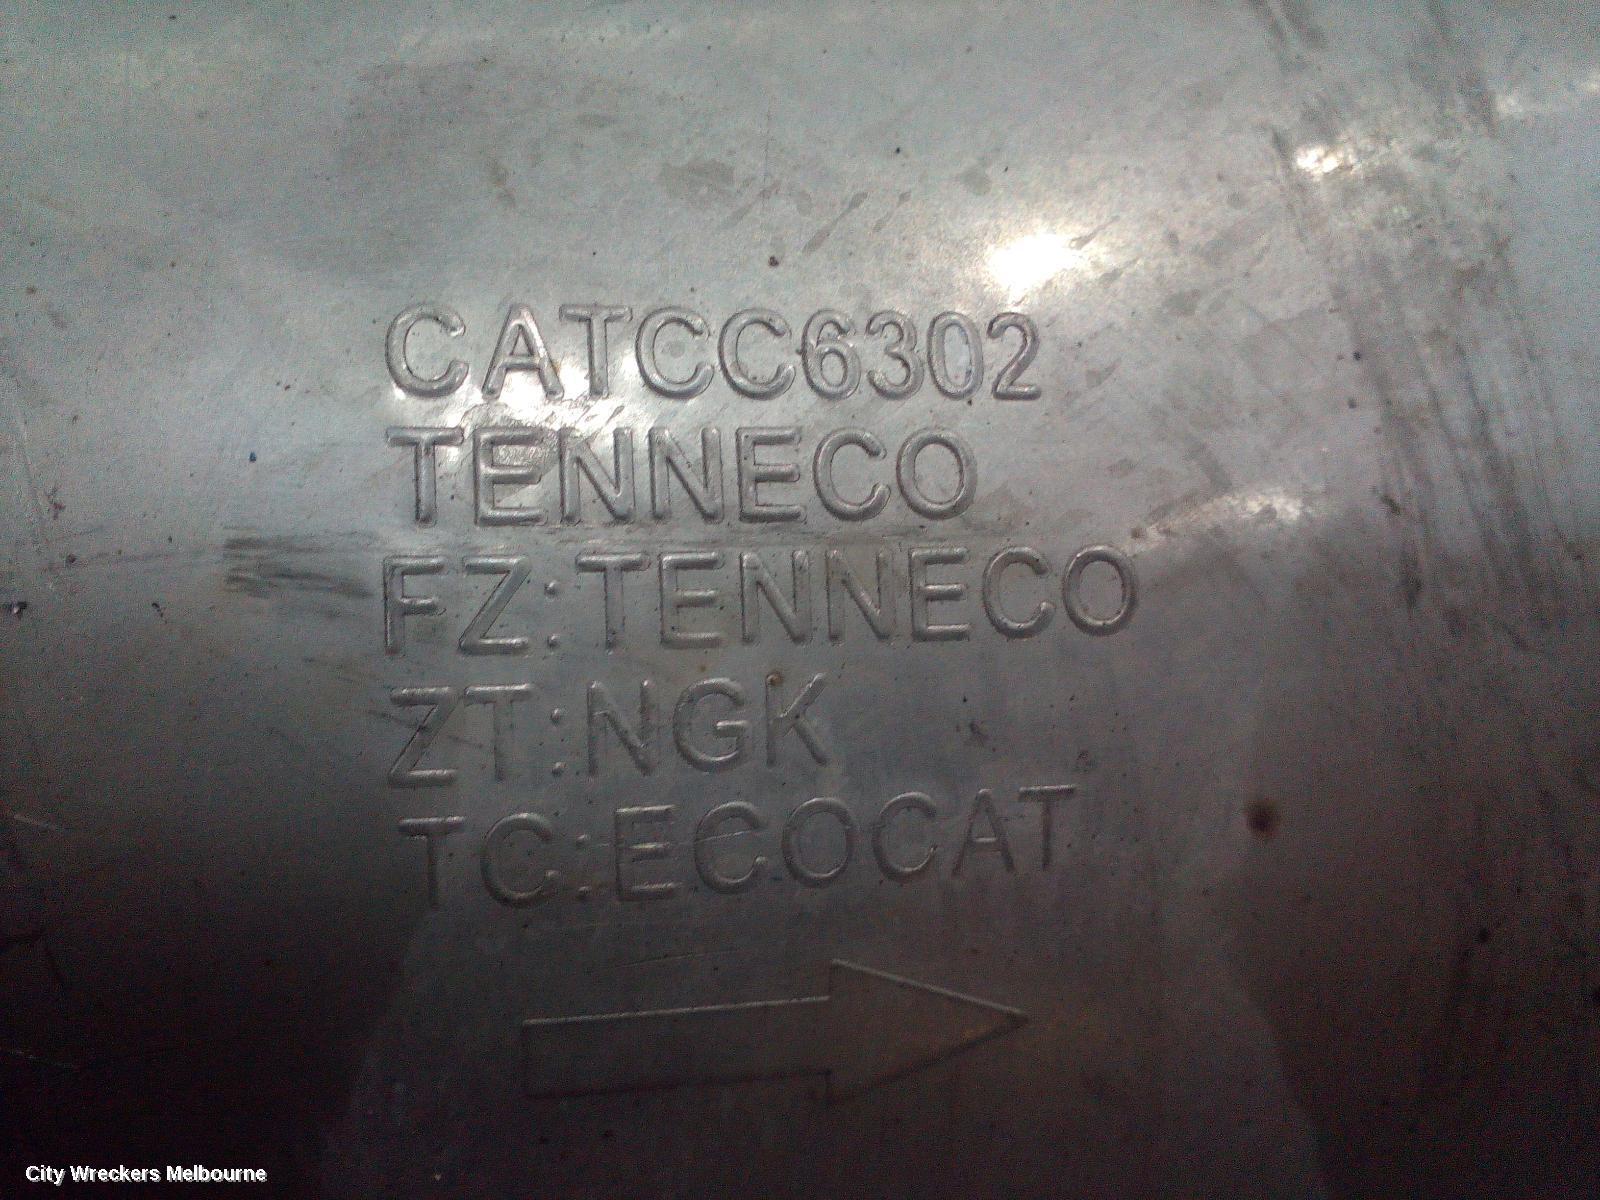 CATCC6302
TENNECO
FZ:TENNECO
ZT:NGK
TC:ECOCAT
City Wreckers Melbourne